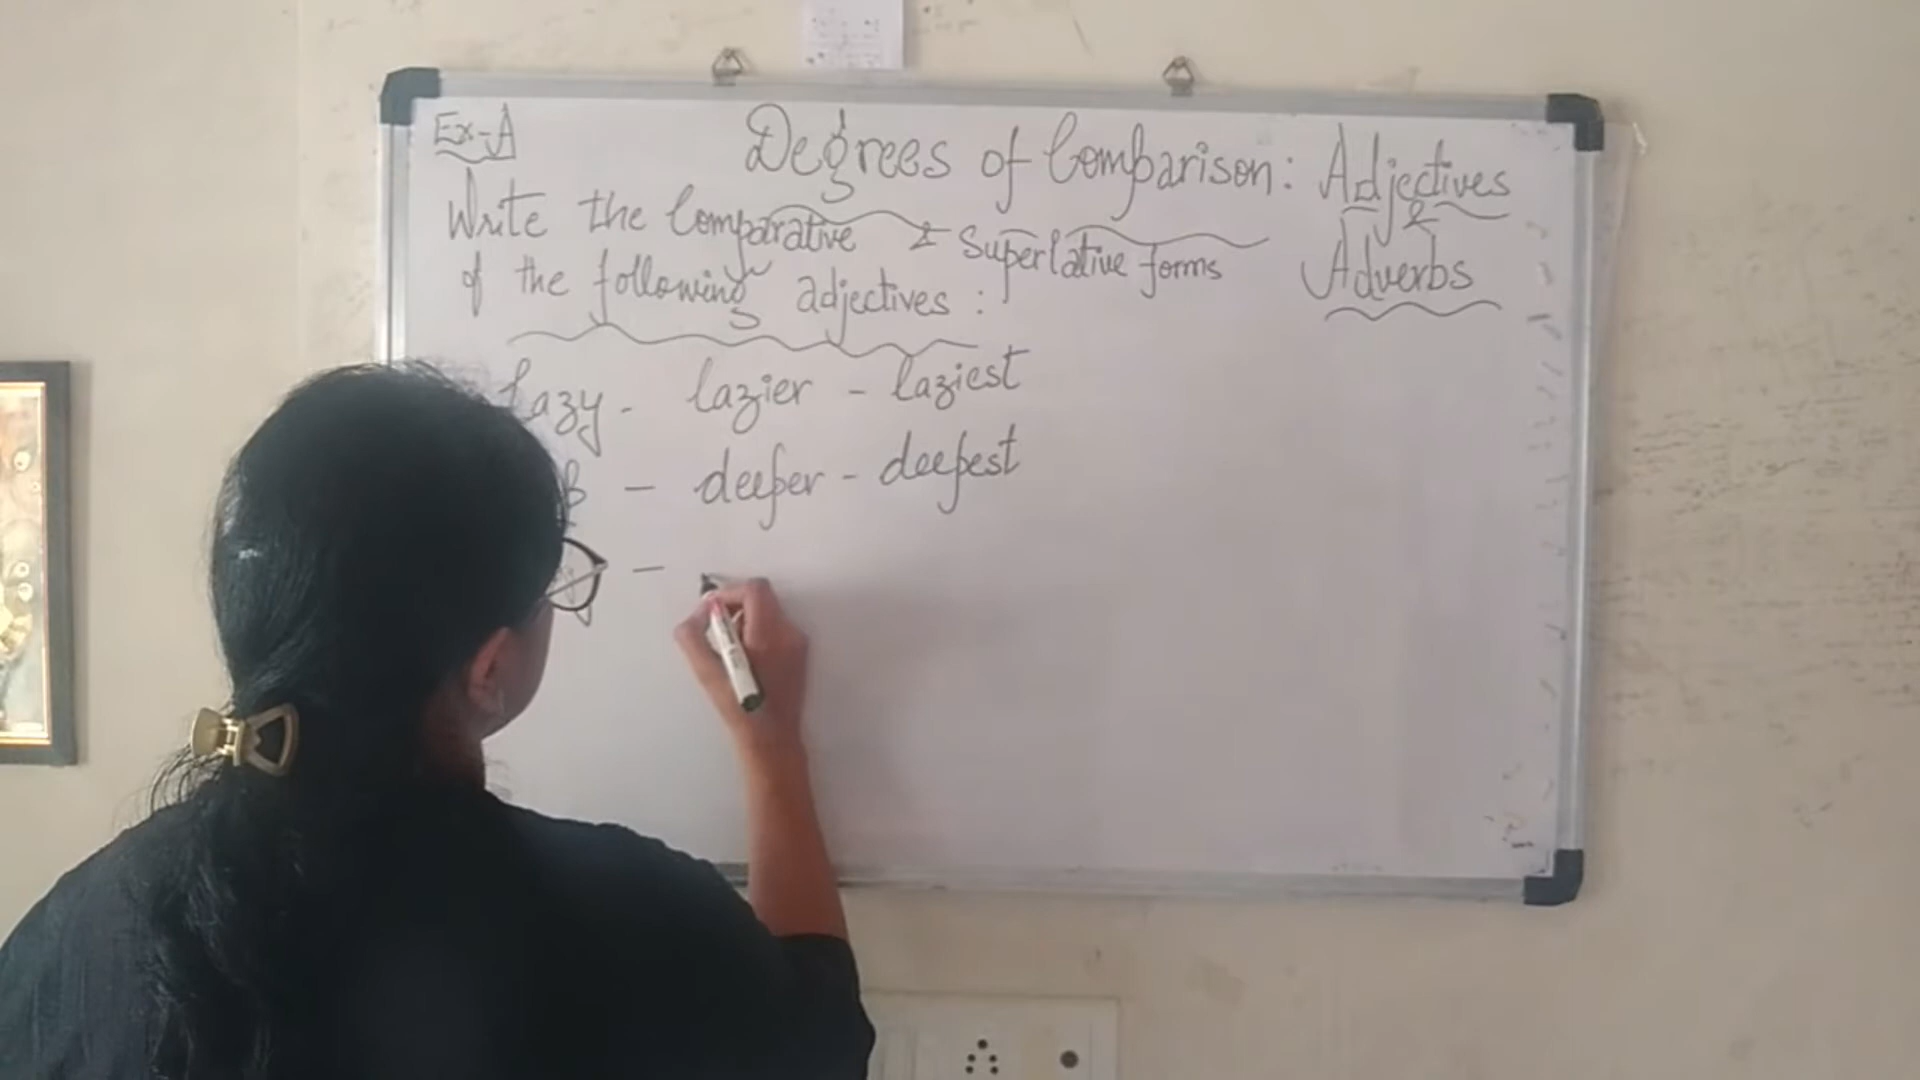 Ex-A
Degrees of Comparison: Adjectives
&
Adverbs
Write the Comparative & Superlative forms
of the following adjectives :
Lazy - lazier - laziest
- deeper - deepest
-